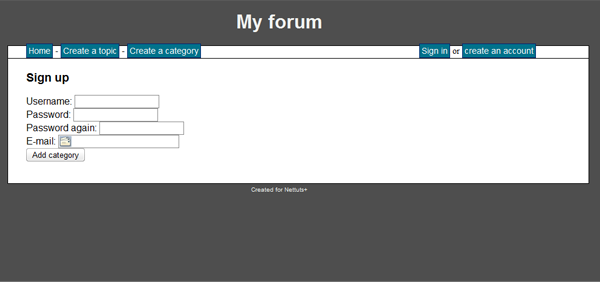 My forum
Home - Create a topic - Create a category Sign in or create an account
Sign up
Username:
Password:
Password again:
E-mail:
Add category
Created for Nettuts+